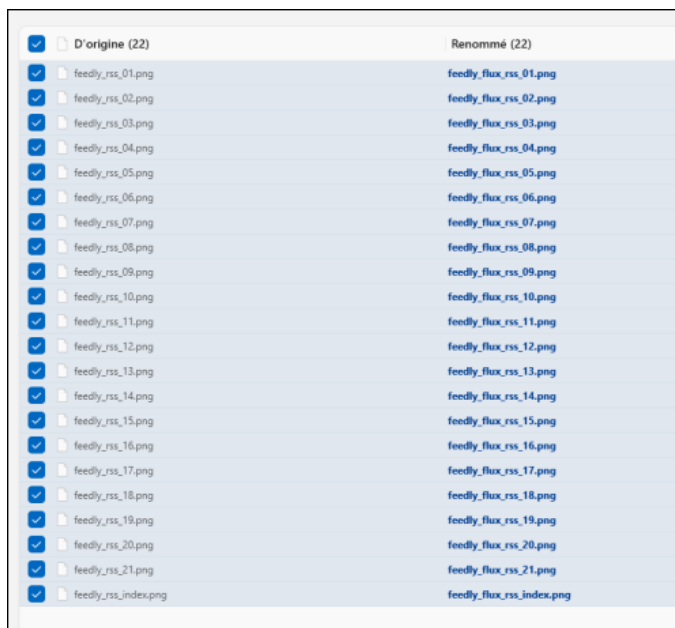 D'origine (22) Renommé (22)
feedly_rss_01.png feedly_flux_rss_01.png
feedly_rss_02.png feedly_flux_rss_02.png
feedly_rss_03.png feedly_flux_rss_03.png
feedly_rss_04.png feedly_flux_rss_04.png
feedly_rss_05.png feedly_flux_rss_05.png
feedly_rss_06.png feedly_flux_rss_06.png
feedly_rss_07.png feedly_flux_rss_07.png
feedly_rss_08.png feedly_flux_rss_08.png
feedly_rss_09.png feedly_flux_rss_09.png
feedly_rss_10.png feedly_flux_rss_10.png
feedly_rss_11.png feedly_flux_rss_11.png
feedly_rss_12.png feedly_flux_rss_12.png
feedly_rss_13.png feedly_flux_rss_13.png
feedly_rss_14.png feedly_flux_rss_14.png
feedly_rss_15.png feedly_flux_rss_15.png
feedly_rss_16.png feedly_flux_rss_16.png
feedly_rss_17.png feedly_flux_rss_17.png
feedly_rss_18.png feedly_flux_rss_18.png
feedly_rss_19.png feedly_flux_rss_19.png
feedly_rss_20.png feedly_flux_rss_20.png
feedly_rss_21.png feedly_flux_rss_21.png
feedly_rss_index.png feedly_flux_rss_index.png